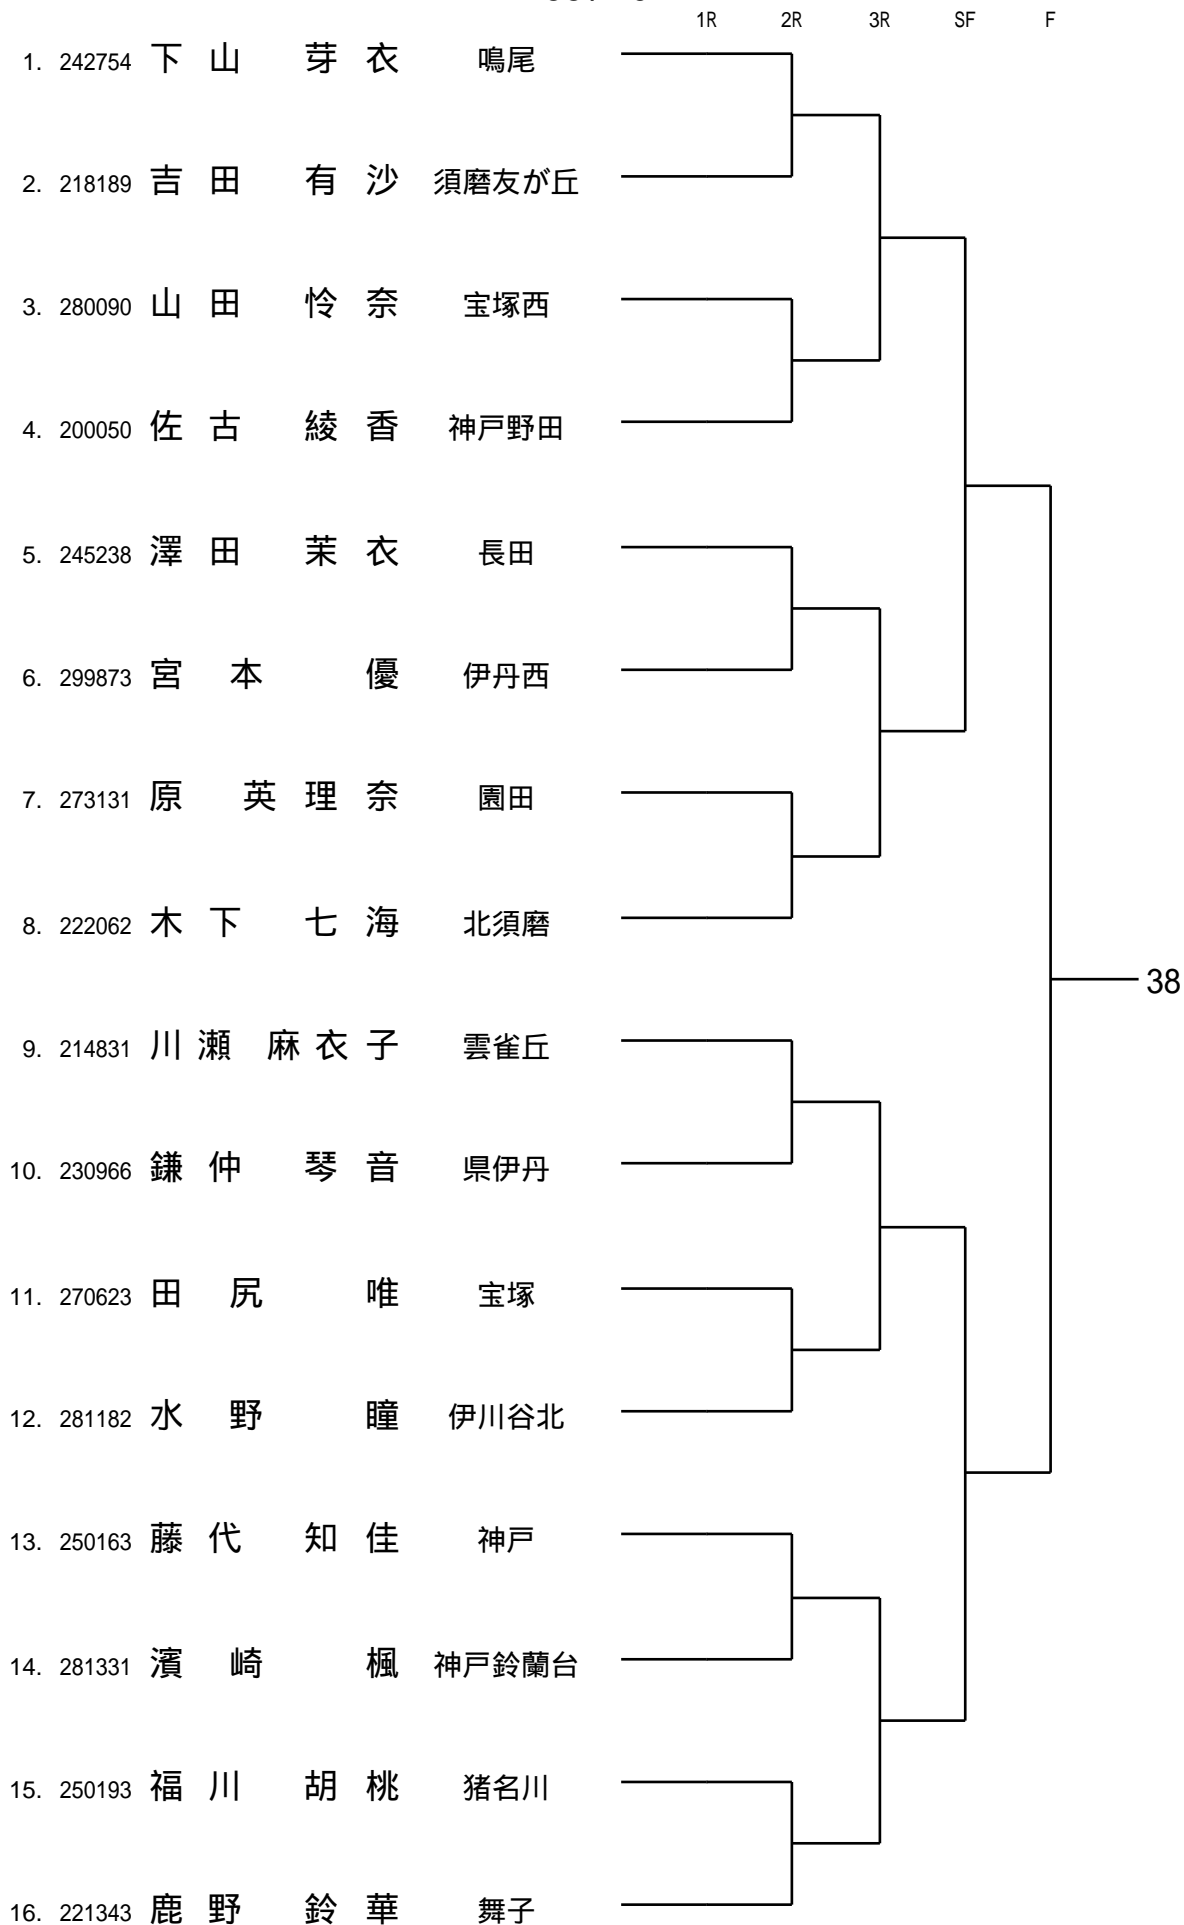 1R 2R 3R SF F
1. 242754 下山 芽衣 鳴尾
2. 218189 吉田 有沙 須磨友が丘
3. 280090 山田 怜奈 宝塚西
4. 200050 佐古 綾香 神戸野田
5. 245238 澤田 茉衣 長田
6. 299873 宮本 優 伊丹西
7. 273131 原 英理奈 園田
8. 222062 木下 七海 北須磨
38
9. 214831 川瀬 麻衣子 雲雀丘
10. 230966 鎌仲 琴音 県伊丹
11. 270623 田尻 唯 宝塚
12. 281182 水野 瞳 伊川谷北
13. 250163 藤代 知佳 神戸
14. 281331 濱崎 楓 神戸鈴蘭台
15. 250193 福川 胡桃 猪名川
16. 221343 鹿野 鈴華 舞子